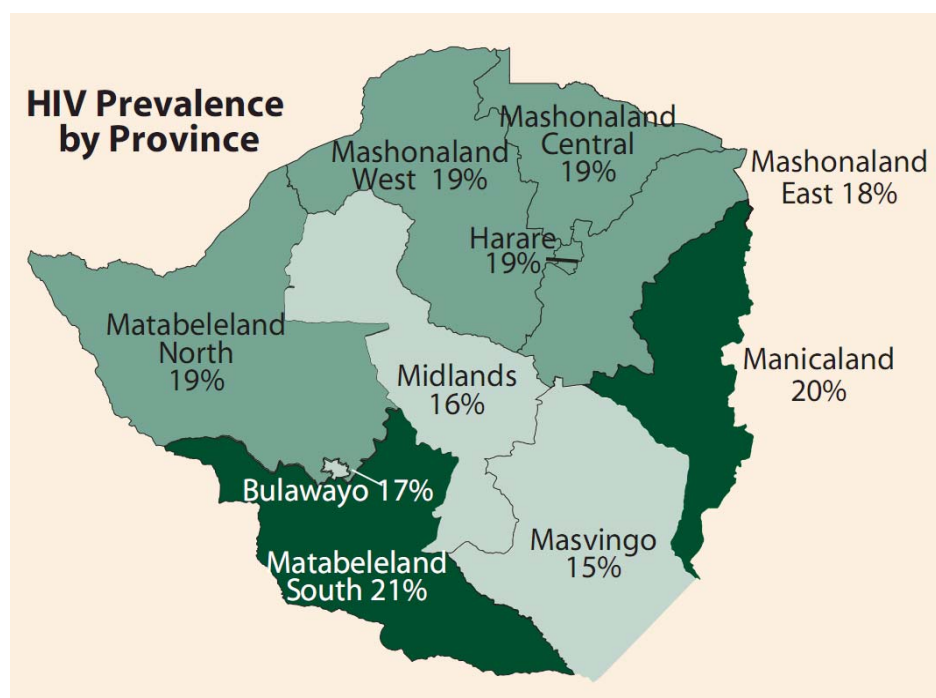 HIV Prevalence
by Province
Mashonaland
Central
19%
Mashonaland
West 19%
Mashonaland
East 18%
Harare
19%
Matabeleland
North
19%
Midlands
16%
Manicaland
20%
Bulawayo 17%
Masvingo
15%
Matabeleland
South 21%